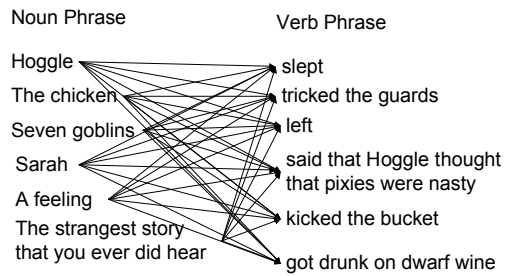 Noun Phrase
Verb Phrase
Hoggle
The chicken
Seven goblins
Sarah
A feeling
The strangest story
that you ever did hear
slept
tricked the guards
left
said that Hoggle thought
that pixies were nasty
kicked the bucket
got drunk on dwarf wine